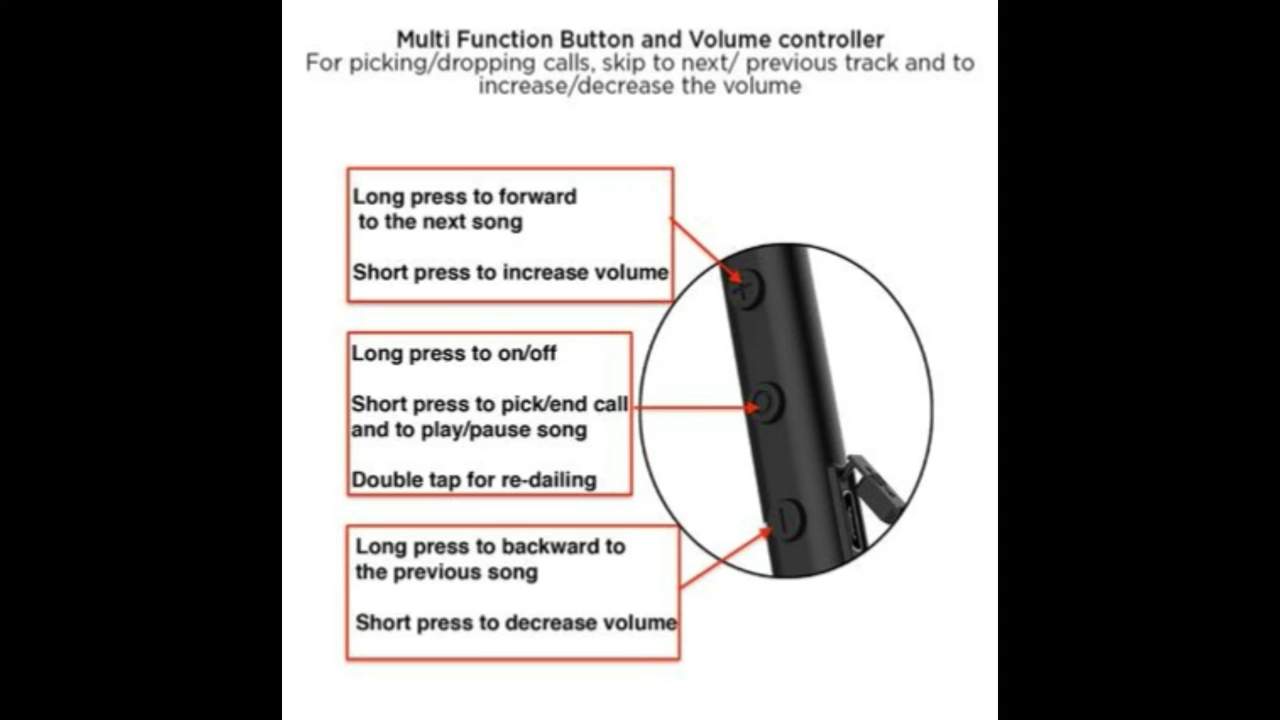 Multi Function Button and Volume controller
For picking/dropping calls, skip to next/ previous track and to
increase/decrease the volume
Long press to forward
to the next song
Short press to increase volume
Long press to on/off
Short press to pick/end call
and to play/pause song
Double tap for re-dailing
Long press to backward to
the previous song
Short press to decrease volume